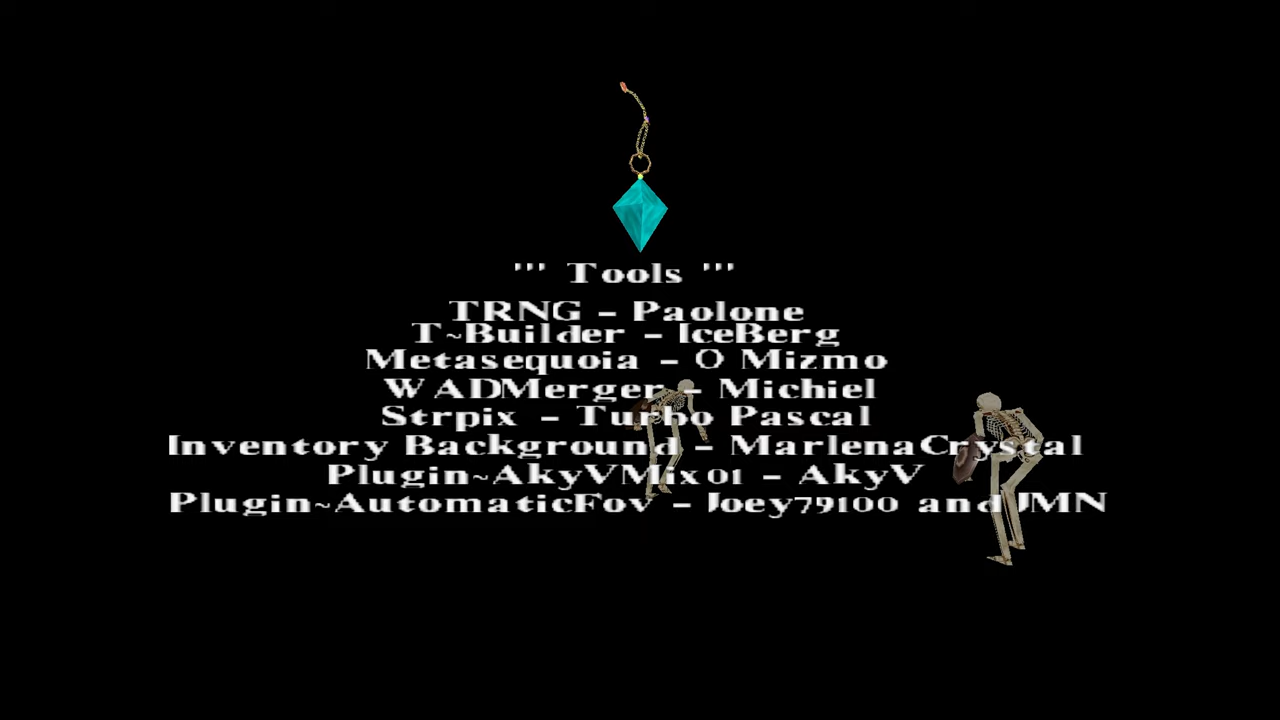 ''' Tools '''
TRNG - Paolone
T~Builder - IceBerg
Metasequoia - O Mizmo
WADMerger - Michiel
Strpix - Turbo Pascal
Inventory Background - MarlenaCrystal
Plugin~AkyVMix01 - AkyV
Plugin~AutomaticFov - Joey79100 and JMN